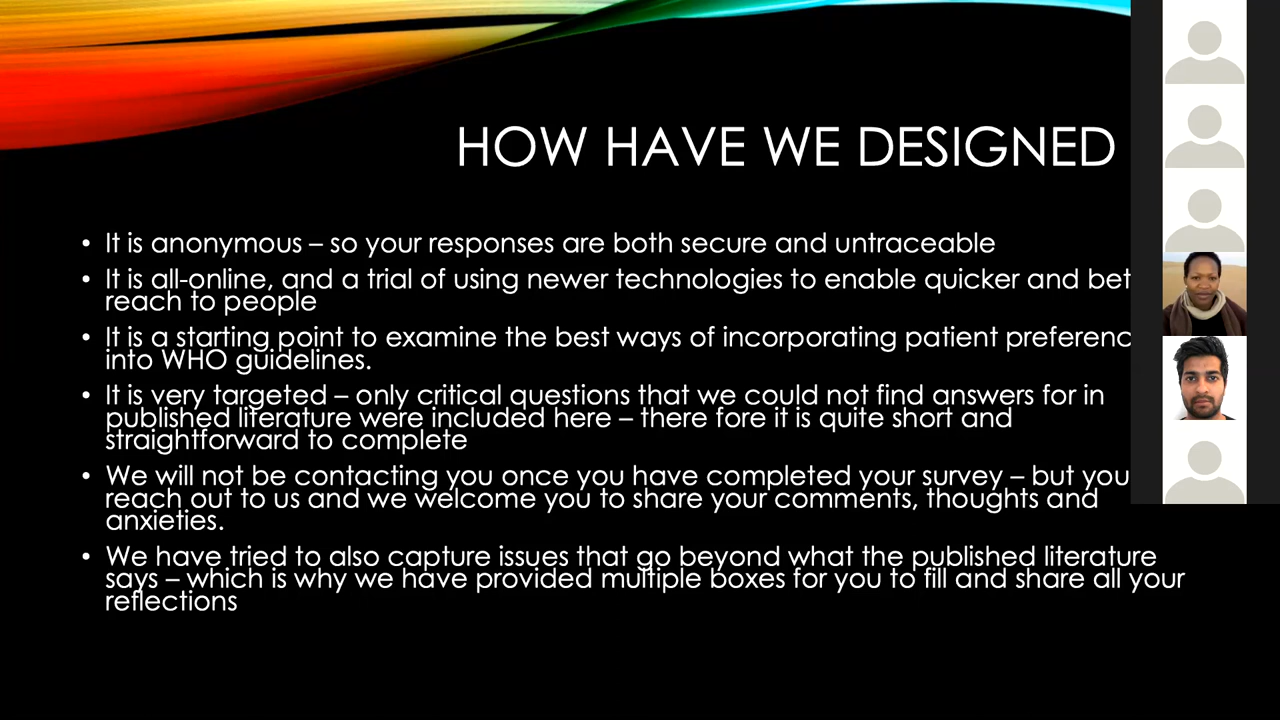 HOW HAVE WE DESIGNED
• It is anonymous – so your responses are both secure and untraceable
• It is all-online, and a trial of using newer technologies to enable quicker and bet
reach to people
• It is a starting point to examine the best ways of incorporating patient preferenc
into WHO guidelines.
• It is very targeted – only critical questions that we could not find answers for in
published literature were included here – there fore it is quite short and
straightforward to complete
• We will not be contacting you once you have completed your survey – but you
reach out to us and we welcome you to share your comments, thoughts and
anxieties.
• We have tried to also capture issues that go beyond what the published literature
says – which is why we have provided multiple boxes for you to fill and share all your
reflections